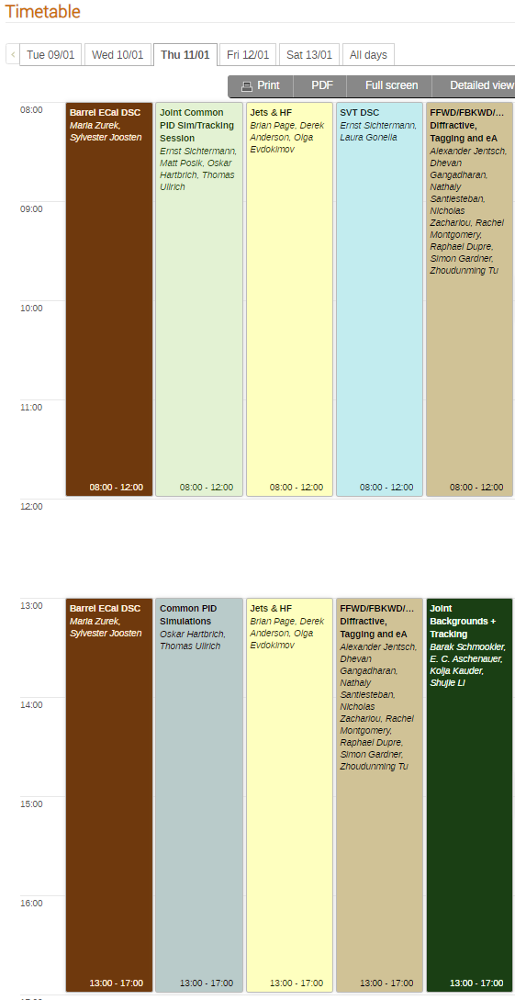 Timetable
Tue 09/01
Wed 10/01
Thu 11/01
Fri 12/01
Sat 13/01
All days
Print
PDF
Full screen
Detailed view
08:00
09:00
10:00
11:00
12:00
Barrel ECal DSC
Maria Zurek,
Sylvester Joosten
08:00 - 12:00
Joint Common
PID Sim/Tracking
Session
Ernst Sichtermann,
Matt Posik, Oskar
Hartbrich, Thomas
Ullrich
08:00 - 12:00
Jets & HF
Brian Page, Derek
Anderson, Olga
Evdokimov
08:00 - 12:00
SVT DSC
Ernst Sichtermann,
Laura Gonella
08:00 - 12:00
FFWD/FBKWD/...
Diffractive,
Tagging and eA
Alexander Jentsch,
Dhevan
Gangadharan,
Nathaly
Santiesteban,
Nicholas
Zachariou, Rachel
Montgomery,
Raphael Dupre,
Simon Gardner,
Zhoudunming Tu
08:00 - 12:00
13:00
14:00
15:00
16:00
Barrel ECal DSC
Maria Zurek,
Sylvester Joosten
13:00 - 17:00
Common PID
Simulations
Oskar Hartbrich,
Thomas Ullrich
13:00 - 17:00
Jets & HF
Brian Page, Derek
Anderson, Olga
Evdokimov
13:00 - 17:00
FFWD/FBKWD/...
Diffractive,
Tagging and eA
Alexander Jentsch,
Dhevan
Gangadharan,
Nathaly
Santiesteban,
Nicholas
Zachariou, Rachel
Montgomery,
Raphael Dupre,
Simon Gardner,
Zhoudunming Tu
13:00 - 17:00
Joint
Backgrounds +
Tracking
Barak Schmookler,
E. C. Aschenauer,
Kolja Kauder,
Shujie Li
13:00 - 17:00